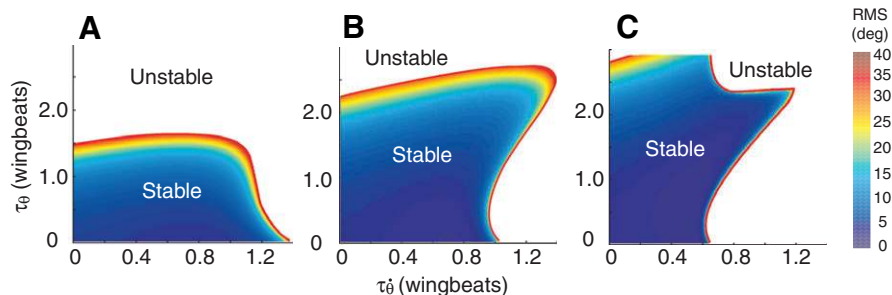 A
B
C
RMS
(deg)
Unstable
Stable
2.0
1.0
0
0 0.4 0.8 1.2
τθ (wingbeats)
Unstable
Stable
2.0
1.0
0
0 0.4 0.8 1.2
τθ̇ (wingbeats)
Unstable
Stable
2.0
1.0
0
0 0.4 0.8 1.2
40
35
30
25
20
15
10
5
0